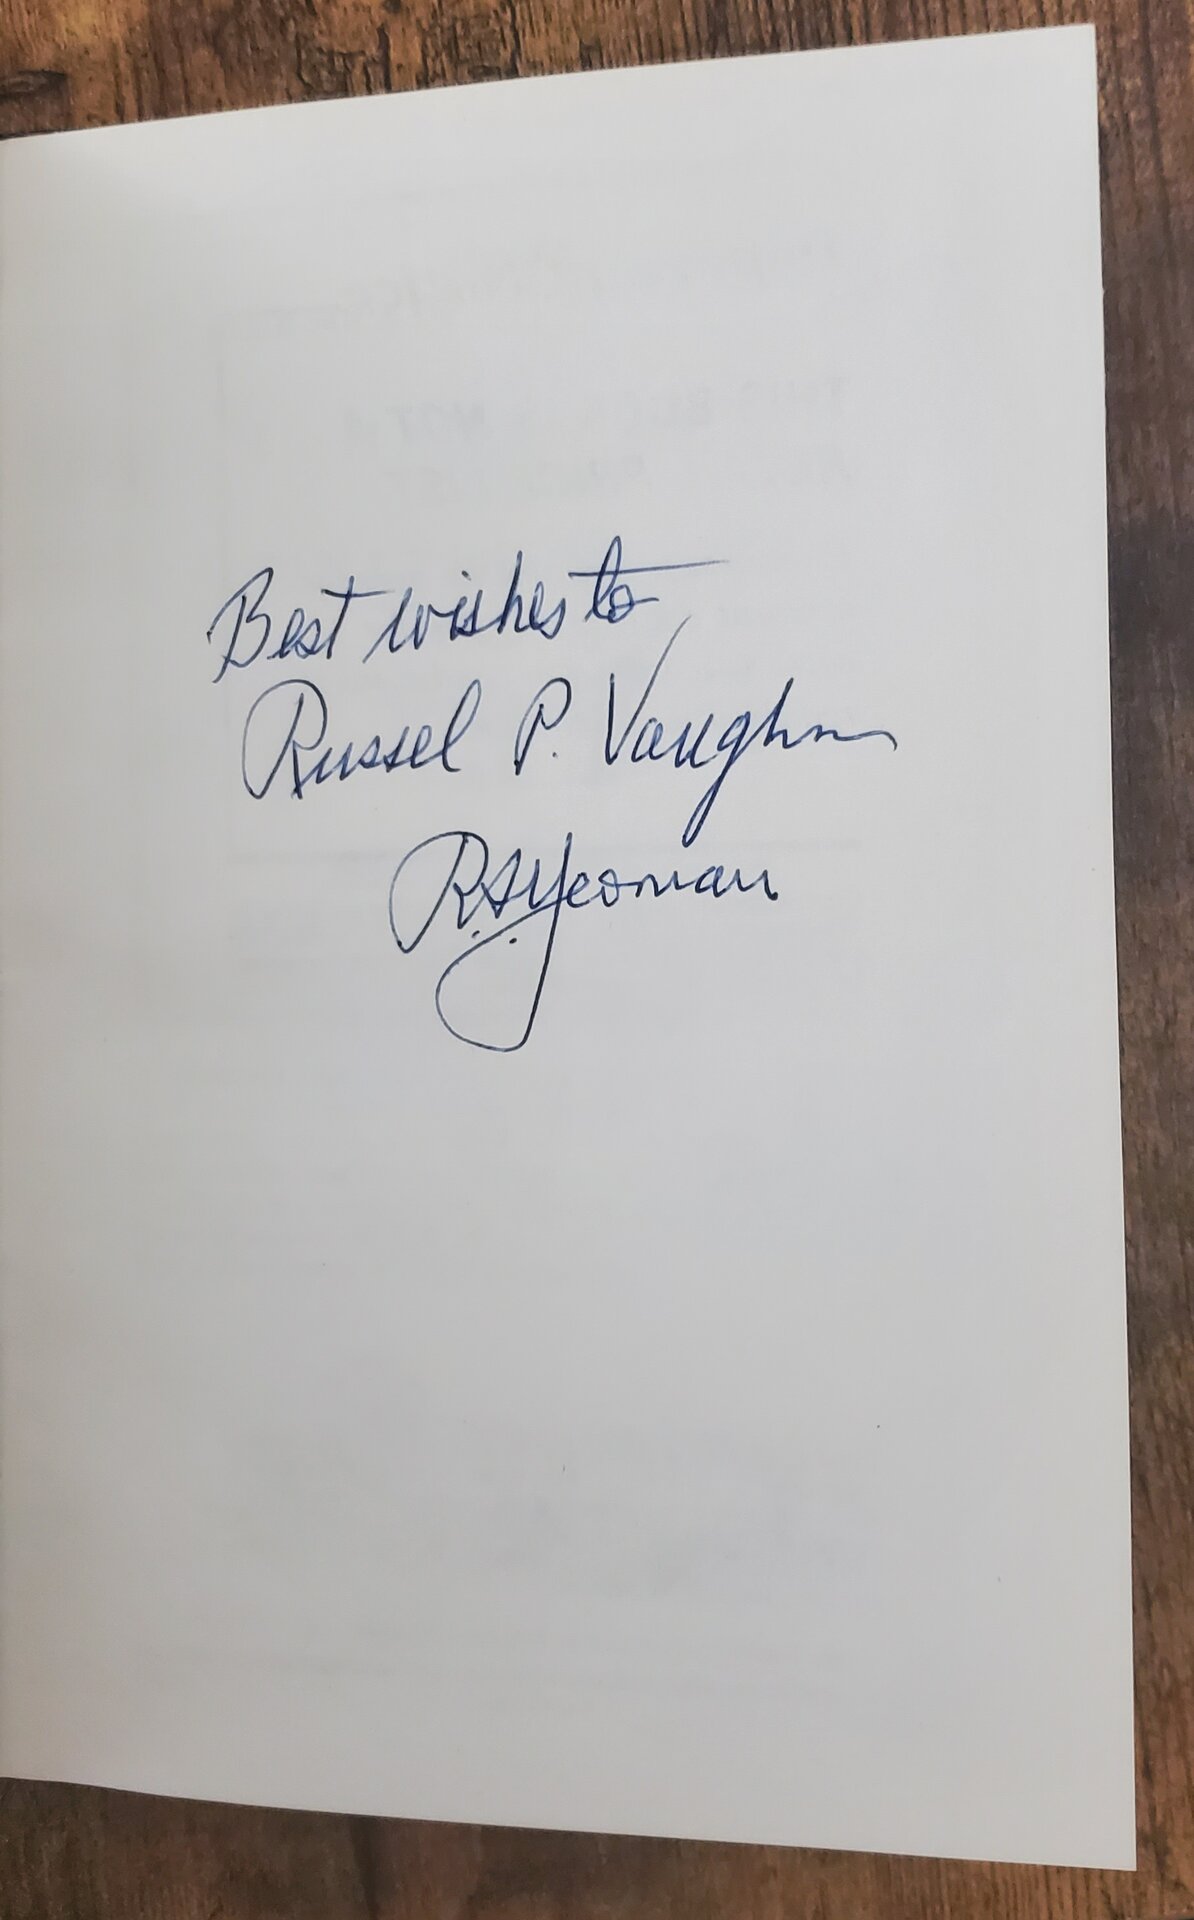 Best wishes to
Russel P. Vaughn
R.S. Yeoman